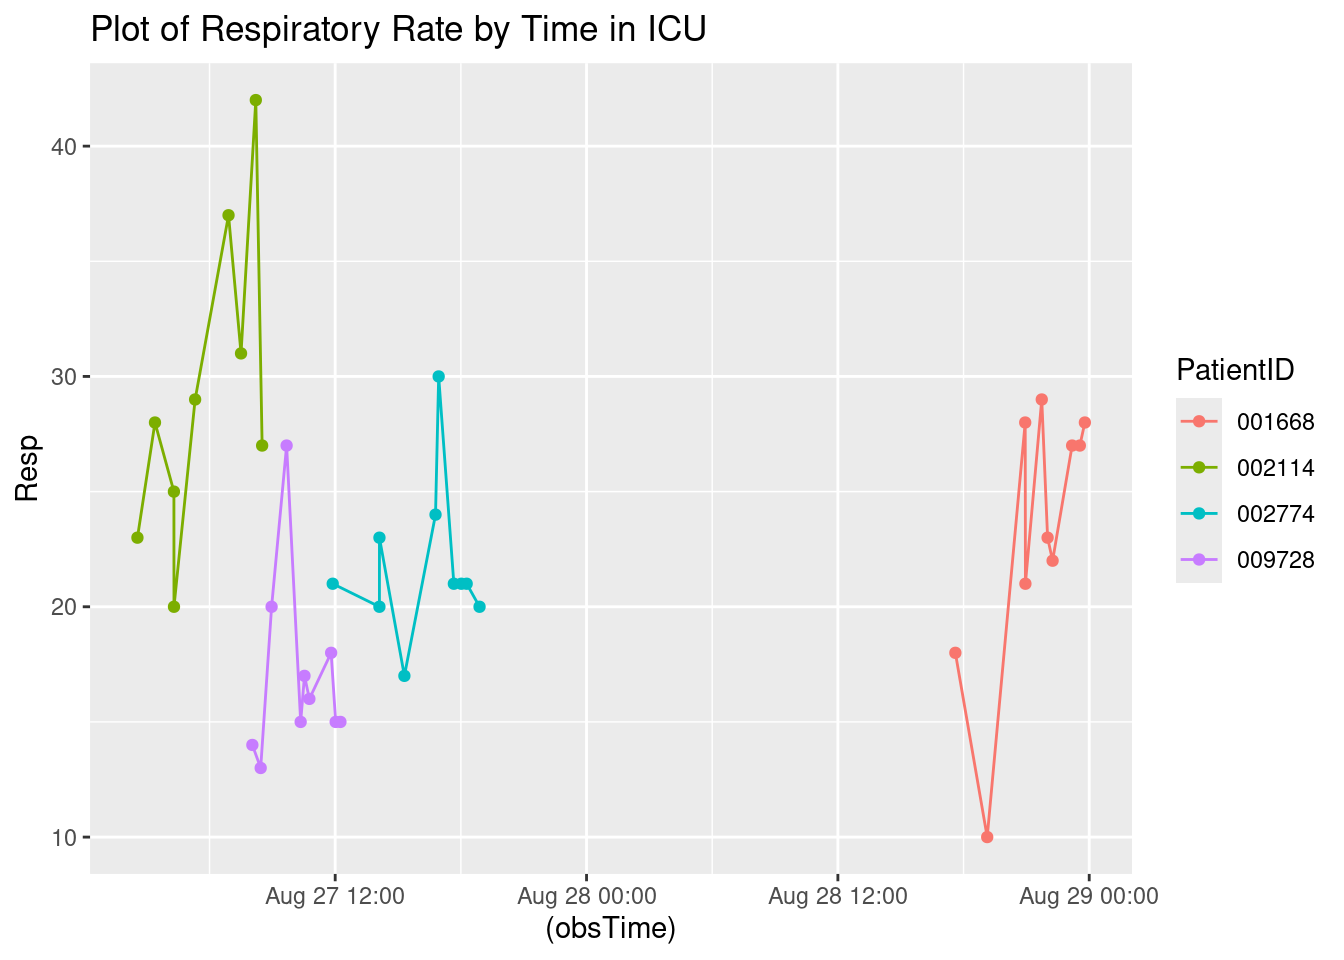 Plot of Respiratory Rate by Time in ICU
40
30
20
10
Resp
Aug 27 12:00
Aug 28 00:00
Aug 28 12:00
Aug 29 00:00
(obsTime)
PatientID
001668
002114
002774
009728